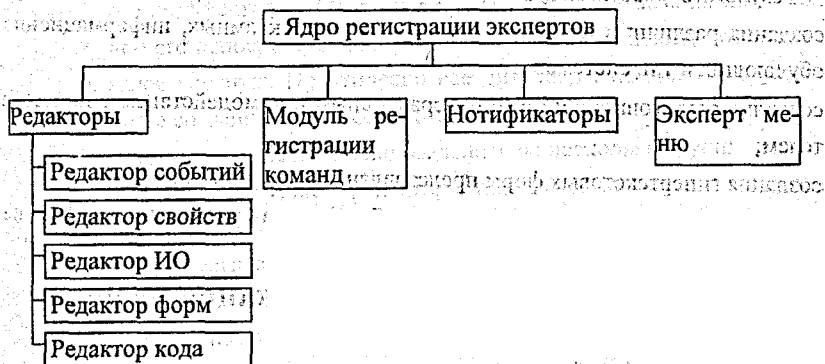 Ядро регистрации экспертов
Редакторы
Модуль ре-
гистрации
команд
Нотификаторы
Эксперт ме-
ню
Редактор событий
Редактор свойств
Редактор ИО
Редактор форм
Редактор кода